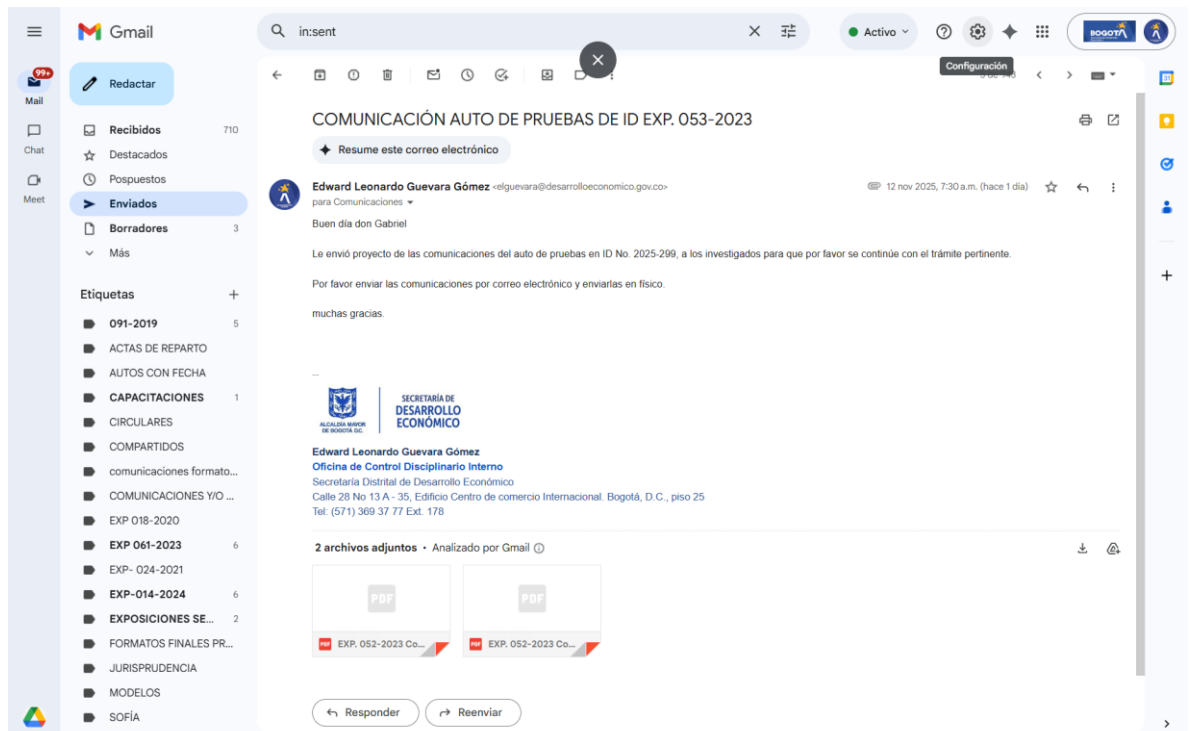 Gmail
in:sent
Activo
BOGOTÁ
Configuración
99+
Mail
Chat
Meet
Redactar
Recibidos 710
Destacados
Pospuestos
Enviados
Borradores 3
Más
Etiquetas
091-2019 5
ACTAS DE REPARTO
AUTOS CON FECHA
CAPACITACIONES 1
CIRCULARES
COMPARTIDOS
comunicaciones formato...
COMUNICACIONES Y/O ...
EXP 018-2020
EXP 061-2023 6
EXP- 024-2021
EXP-014-2024 6
EXPOSICIONES SE... 2
FORMATOS FINALES PR...
JURISPRUDENCIA
MODELOS
SOFÍA
COMUNICACIÓN AUTO DE PRUEBAS DE ID EXP. 053-2023
Resume este correo electrónico
Edward Leonardo Guevara Gómez <elguevara@desarrolloeconomico.gov.co>
12 nov 2025, 7:30 a.m. (hace 1 día)
para Comunicaciones
Buen día don Gabriel
Le envió proyecto de las comunicaciones del auto de pruebas en ID No. 2025-299, a los investigados para que por favor se continúe con el trámite pertinente.
Por favor enviar las comunicaciones por correo electrónico y enviarlas en físico.
muchas gracias.
--
ALCALDÍA MAYOR
DE BOGOTÁ D.C.
SECRETARÍA DE
DESARROLLO
ECONÓMICO
Edward Leonardo Guevara Gómez
Oficina de Control Disciplinario Interno
Secretaría Distrital de Desarrollo Económico
Calle 28 No 13 A - 35, Edificio Centro de comercio Internacional. Bogotá, D.C., piso 25
Tel: (571) 369 37 77 Ext. 178
2 archivos adjuntos • Analizado por Gmail
PDF
PDF
PDF EXP. 052-2023 Co...
PDF EXP. 052-2023 Co...
Responder
Reenviar
31